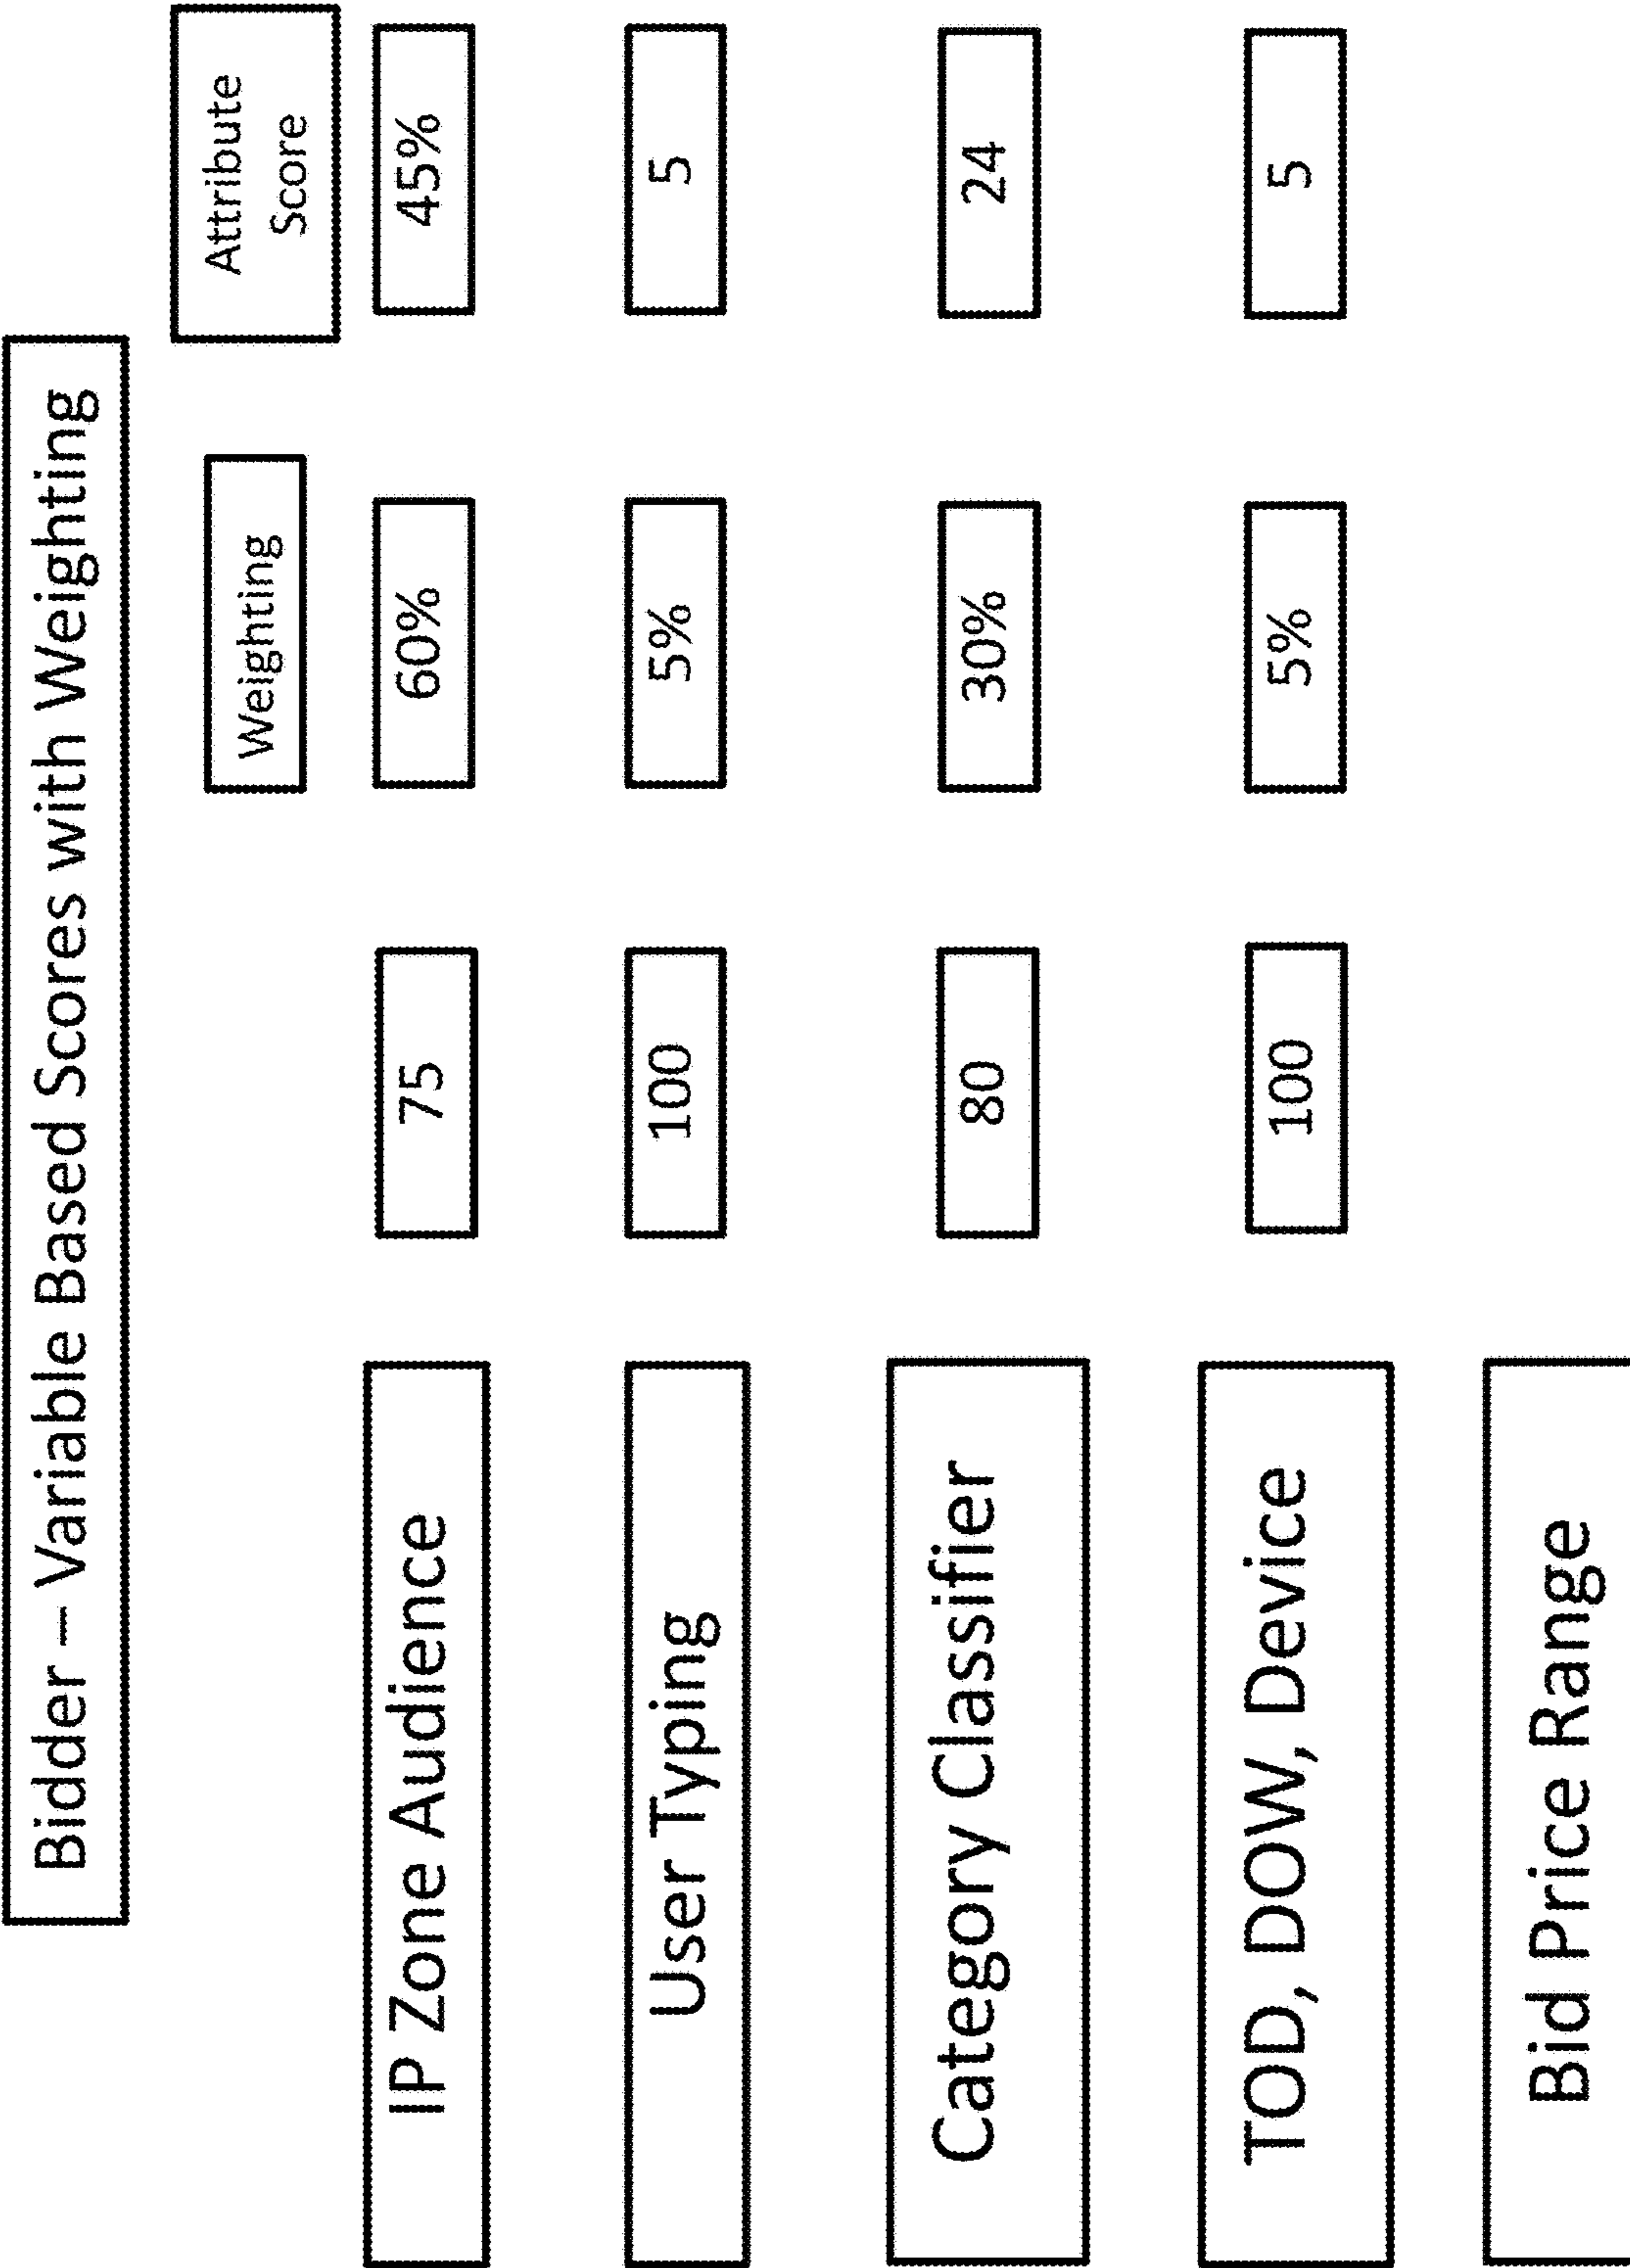 Bidder – Variable Based Scores with Weighting
Weighting
Attribute
Score
IP Zone Audience
75
60%
45%
User Typing
100
5%
5
Category Classifier
80
30%
24
TOD, DOW, Device
100
5%
5
Bid Price Range